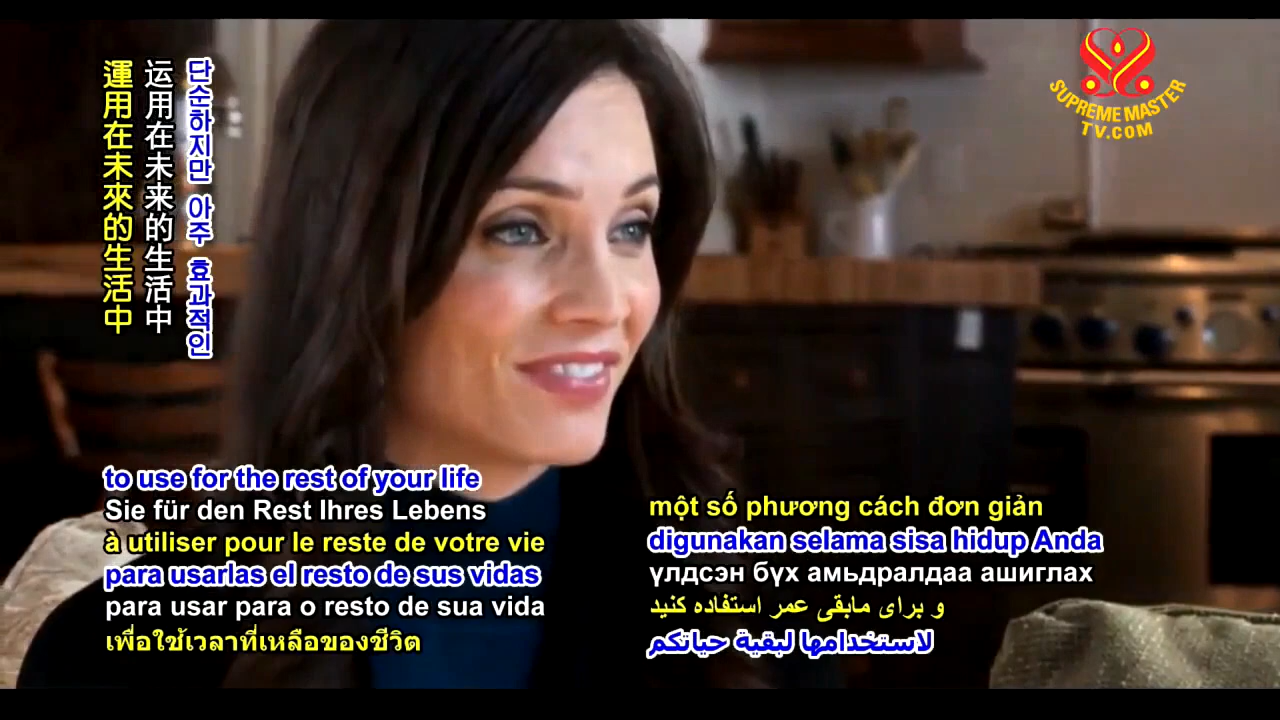 運用在未來的生活中
运用在未来的生活中
단순하지만 아주 효과적인
SUPREME MASTER
TV.COM
to use for the rest of your life
Sie für den Rest Ihres Lebens
à utiliser pour le reste de votre vie
para usarlas el resto de sus vidas
para usar para o resto de sua vida
เพื่อใช้เวลาที่เหลือของชีวิต
một số phương cách đơn giản
digunakan selama sisa hidup Anda
үлдсэн бүх амьдралдаа ашиглах
و برای مابقی عمر استفاده کنید
لاستخدامها لبقية حياتكم